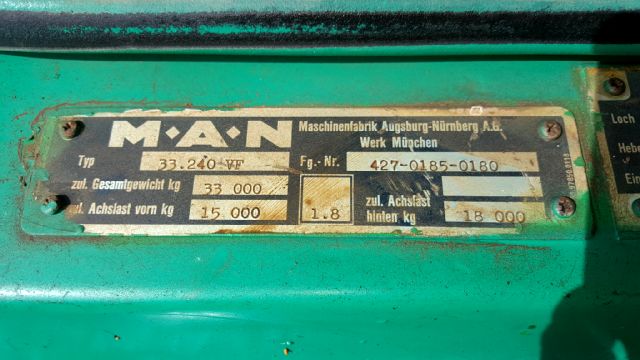 M·A·N Maschinenfabrik Augsburg-Nürnberg A.G.
Werk München
Typ 33.240 VF Fg.-Nr. 427-0185-0180
zul. Gesamtgewicht kg 33 000
zul. Achslast vorn kg 15 000 1.8 zul. Achslast hinten kg 18 000
Loch
Hebe
Ein